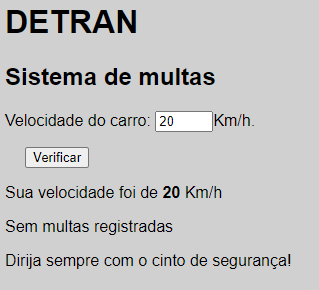 DETRAN
Sistema de multas
Velocidade do carro: 20 Km/h.
Verificar
Sua velocidade foi de 20 Km/h
Sem multas registradas
Dirija sempre com o cinto de segurança!